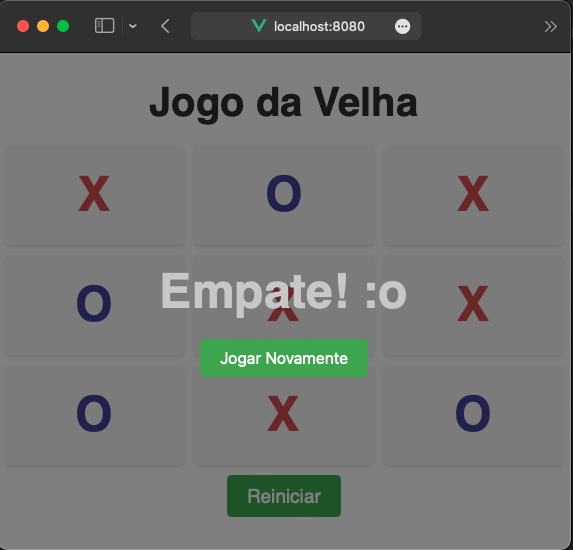 localhost:8080
Jogo da Velha
X O X
O X X
Empate! :o
Jogar Novamente
O X O
Reiniciar